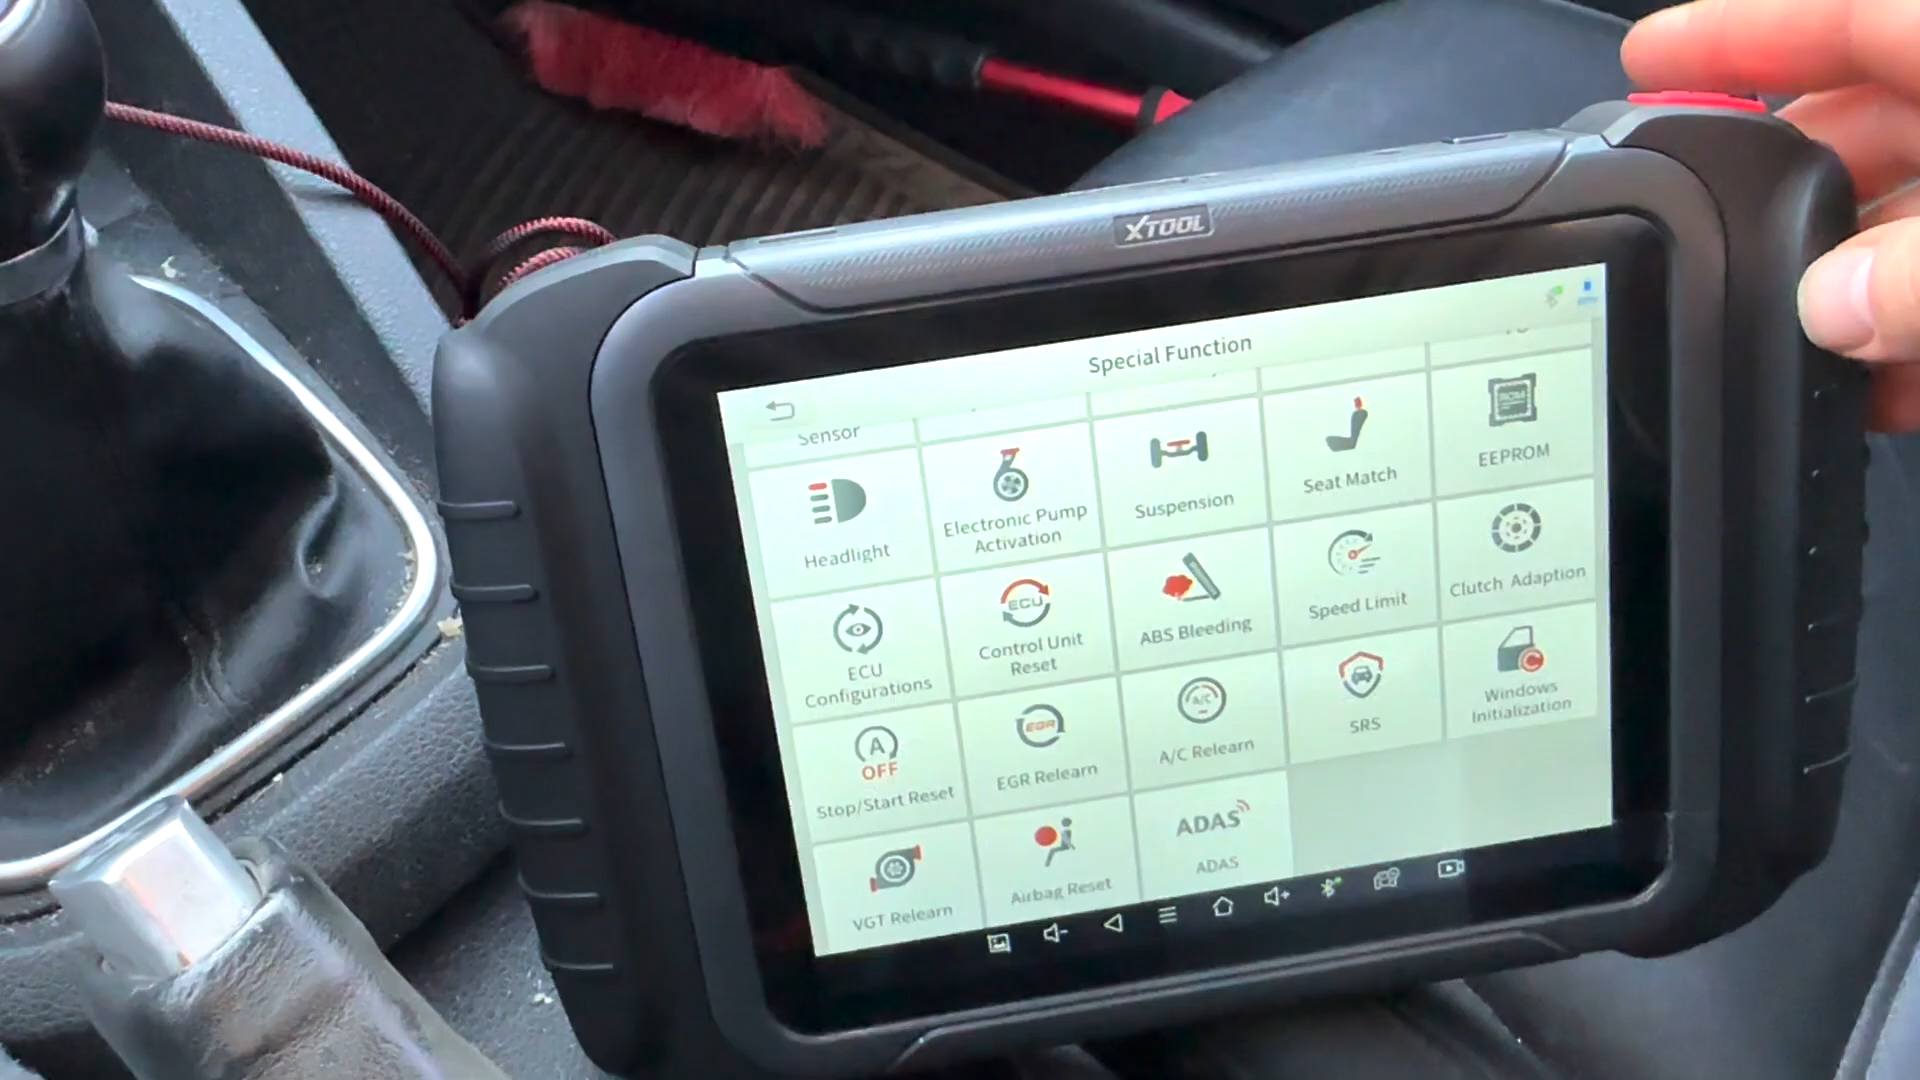 XTOOL
Special Function
Sensor
Headlight
Electronic Pump
Activation
Suspension
Seat Match
EEPROM
ECU
Configurations
ECU
Control Unit
Reset
ABS Bleeding
Speed Limit
Clutch Adaption
A
OFF
Stop/Start Reset
EGR
EGR Relearn
A/C
A/C Relearn
SRS
Windows
Initialization
VGT Relearn
Airbag Reset
ADAS
ADAS